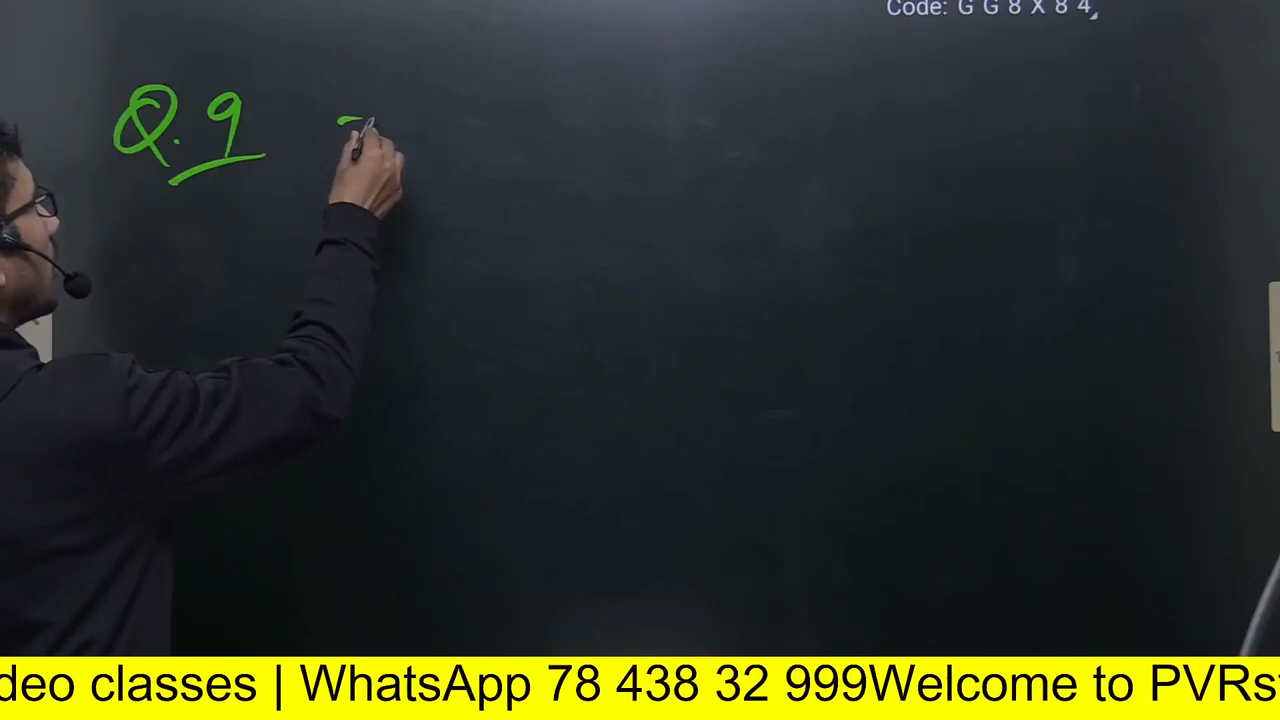 Code: G G 8 X 8 4
Q. 9
deo classes | WhatsApp 78 438 32 999Welcome to PVRs